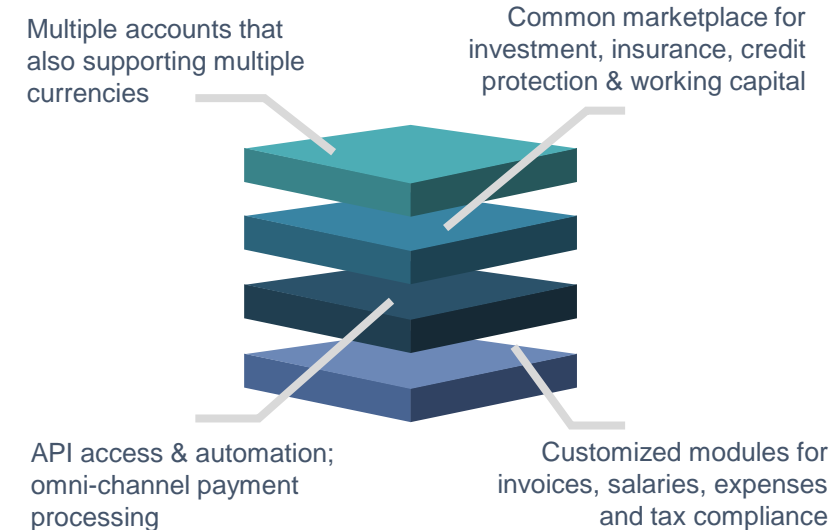 Multiple accounts that
also supporting multiple
currencies
Common marketplace for
investment, insurance, credit
protection & working capital
API access & automation;
omni-channel payment
processing
Customized modules for
invoices, salaries, expenses
and tax compliance